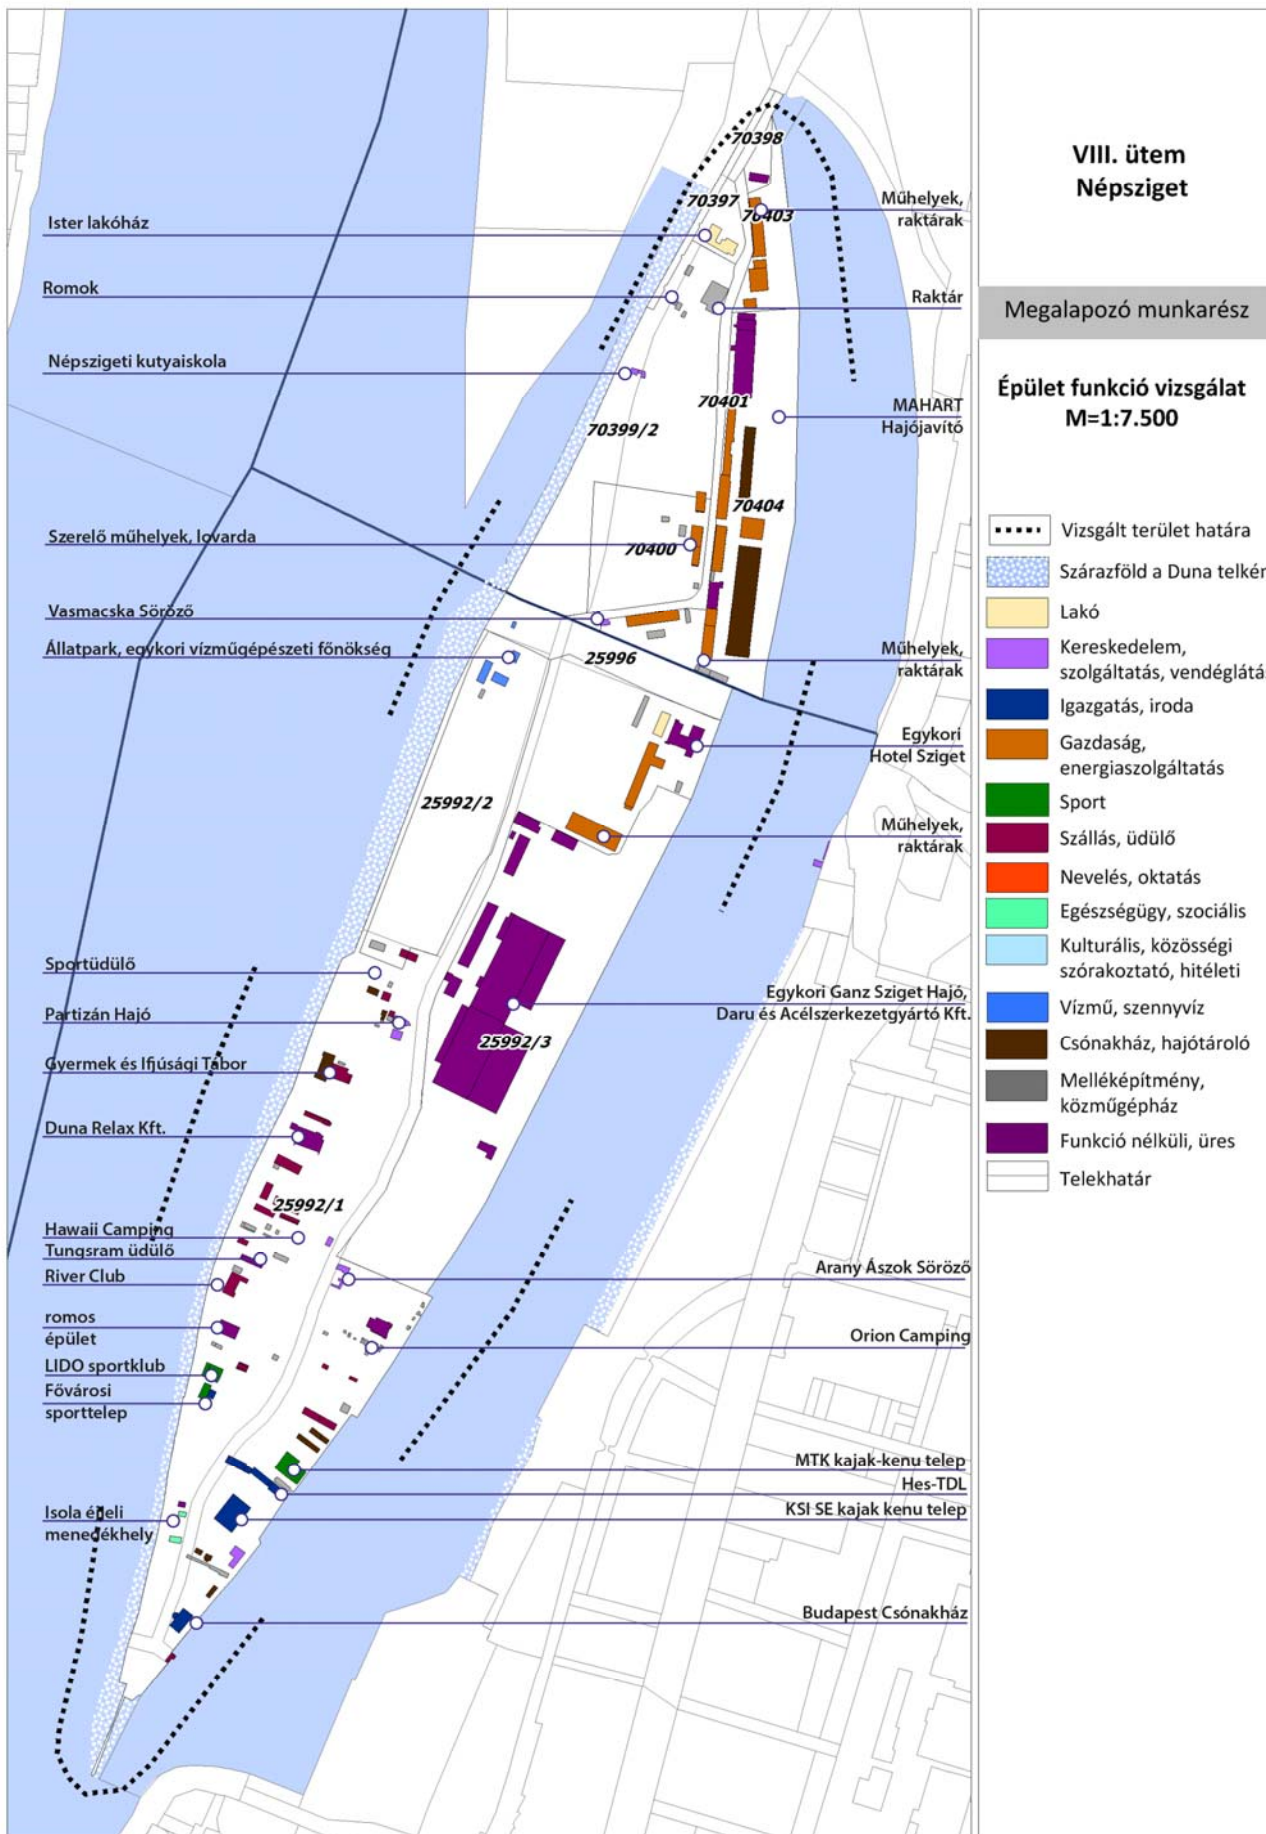 VIII. ütem
Népsziget
Megalapozó munkarész
Épület funkció vizsgálat
M=1:7.500
Vizsgált terület határa
Szárazföld a Duna telkén
Lakó
Kereskedelem,
szolgáltatás, vendéglátás
Igazgatás, iroda
Gazdaság,
energiaszolgáltatás
Sport
Szállás, üdülő
Nevelés, oktatás
Egészségügy, szociális
Kulturális, közösségi
szórakoztató, hitéleti
Vízmű, szennyvíz
Csónakház, hajótároló
Melléképítmény,
közműgépház
Funkció nélküli, üres
Telekhatár
Ister lakóház
Romok
Népszigeti kutyaiskola
Szerelő műhelyek, lovarda
Vasmacska Söröző
Állatpark, egykori vízműgépészeti főnökség
Sportüdülő
Partizán Hajó
Gyermek és Ifjúsági Tábor
Duna Relax Kft.
Hawaii Camping
Tungsram üdülő
River Club
romos
épület
LIDO sportklub
Fővárosi
sporttelep
Isola éjjeli
menedékhely
70398
70397
70403
70401
70399/2
70404
70400
25996
25992/2
25992/3
25992/1
Műhelyek,
raktárak
Raktár
MAHART
Hajójavító
Műhelyek,
raktárak
Egykori
Hotel Sziget
Műhelyek,
raktárak
Egykori Ganz Sziget Hajó,
Daru és Acélszerkezetgyártó Kft.
Arany Ászok Söröző
Orion Camping
MTK kajak-kenu telep
Hes-TDL
KSI SE kajak kenu telep
Budapest Csónakház